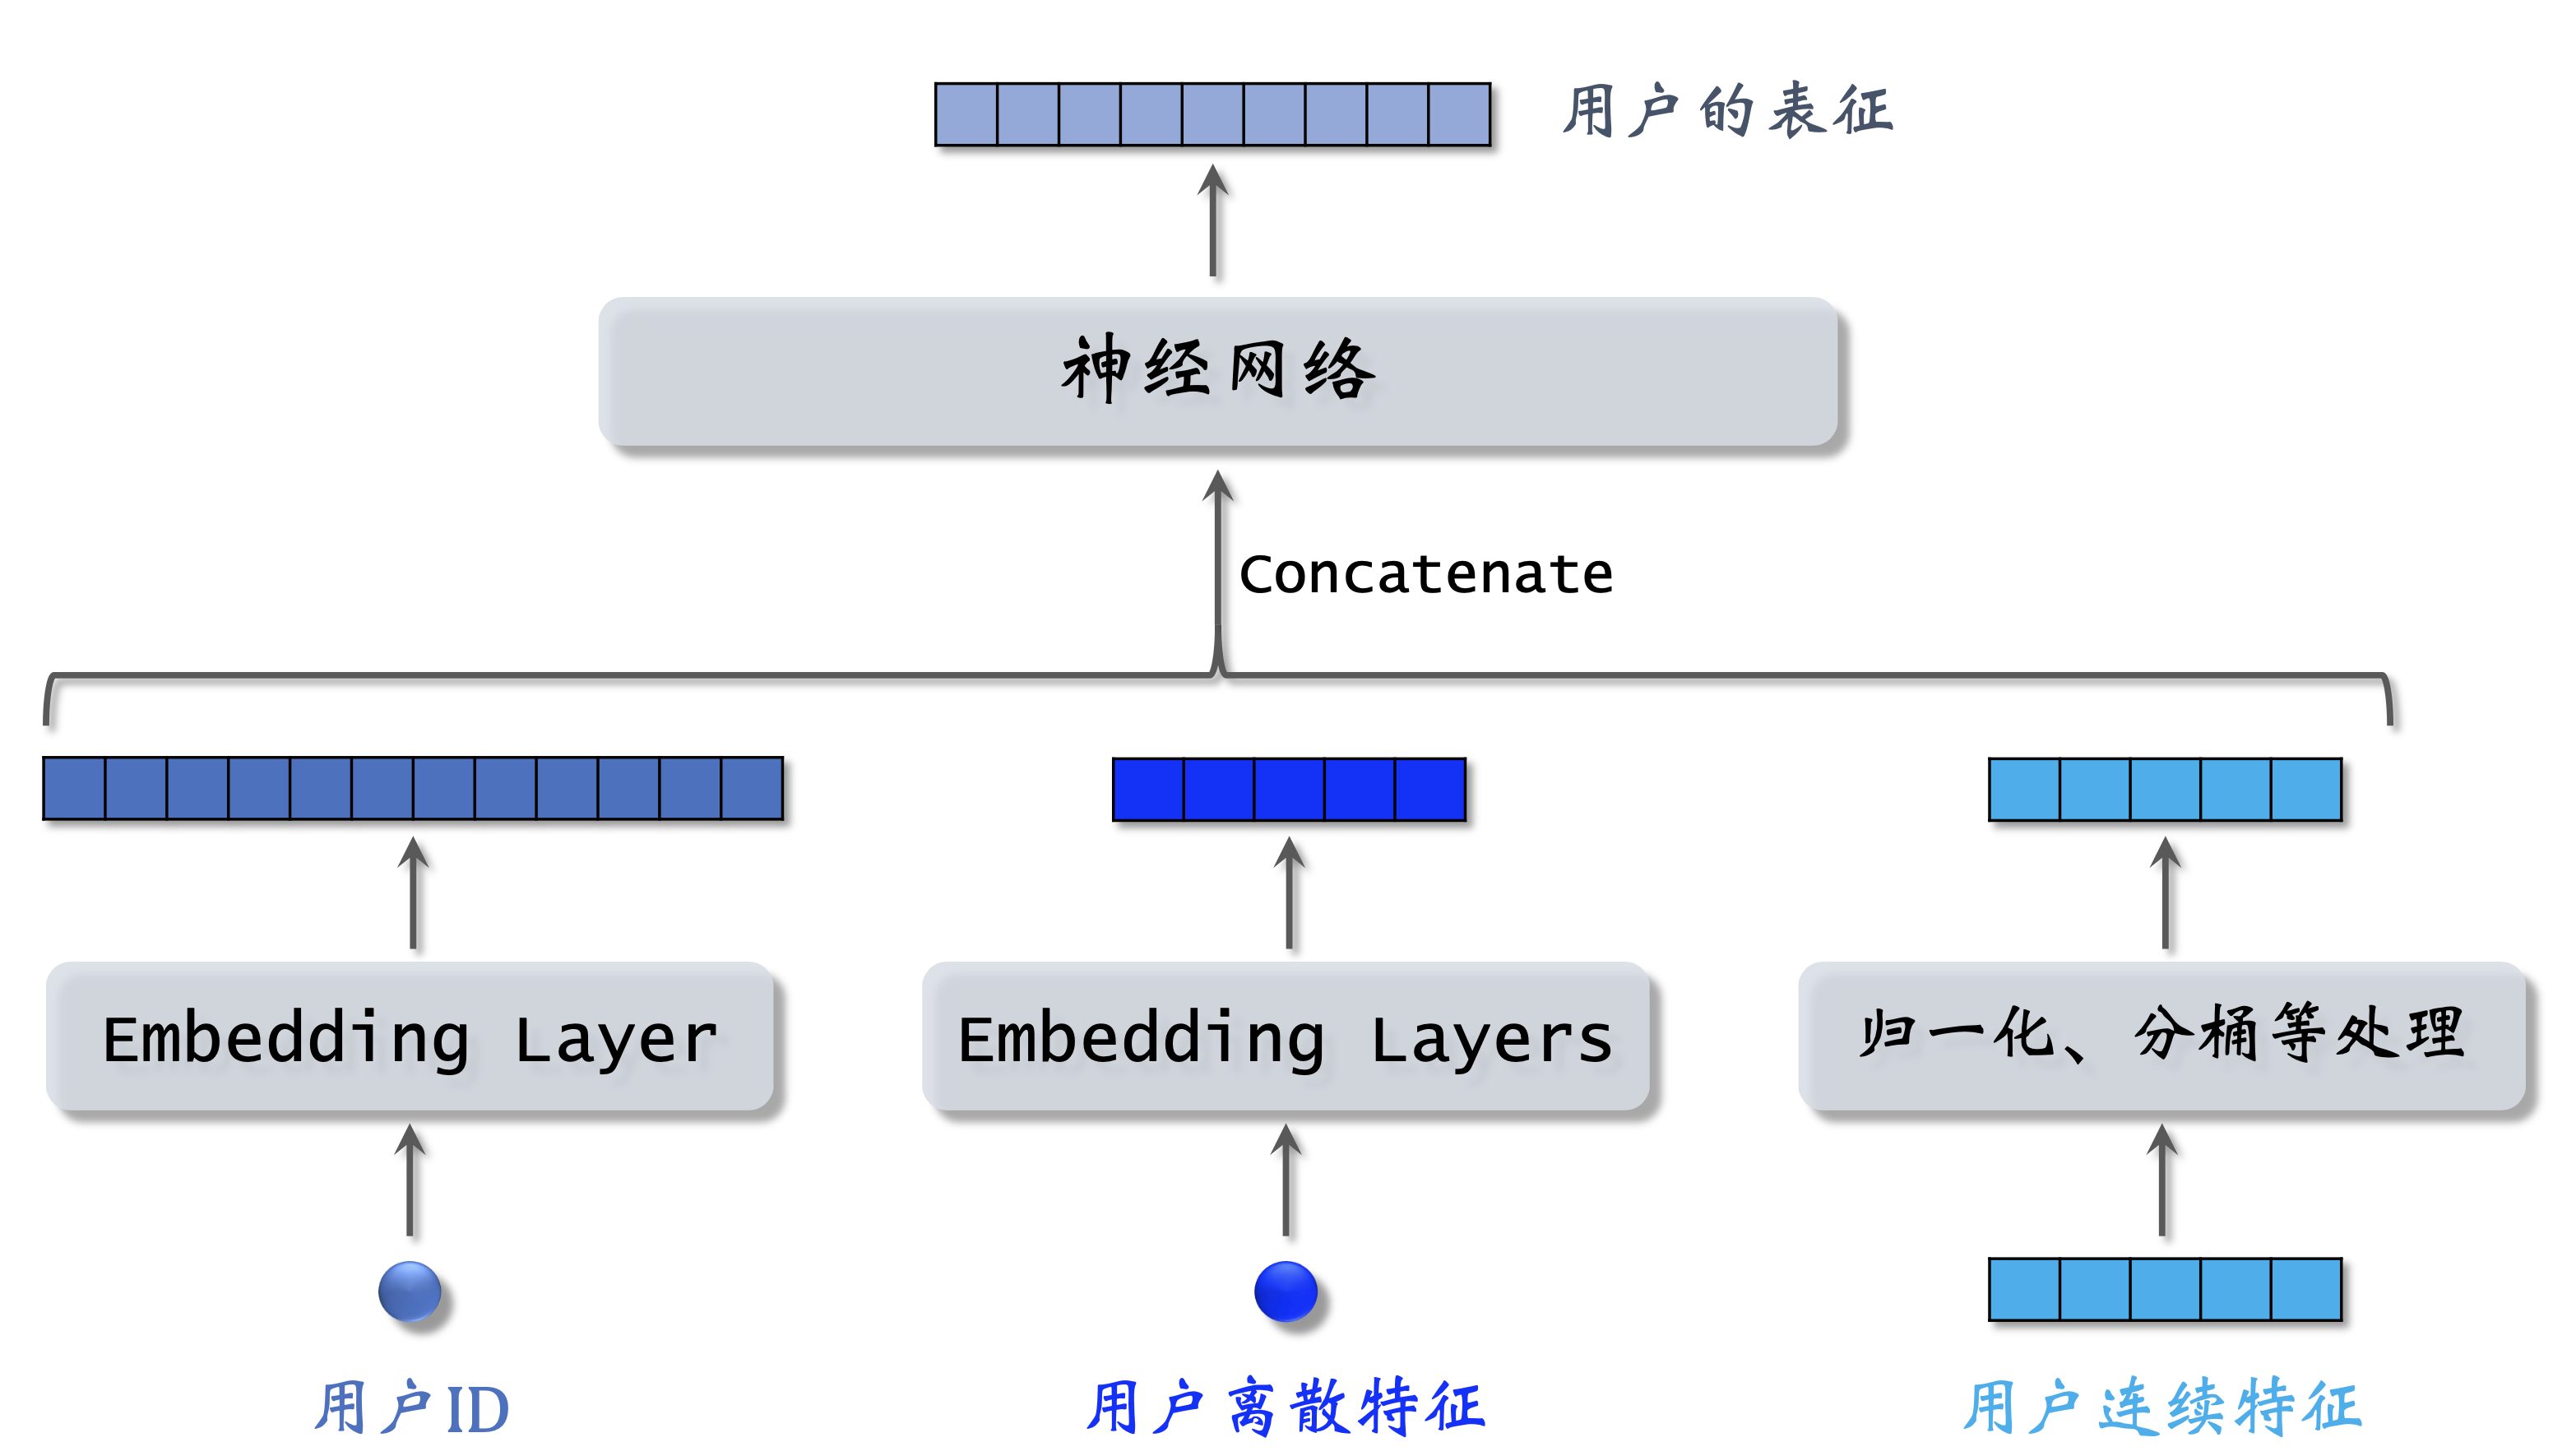 用户的表征
神经网络
Concatenate
Embedding Layer
Embedding Layers
归一化、分桶等处理
用户ID
用户离散特征
用户连续特征